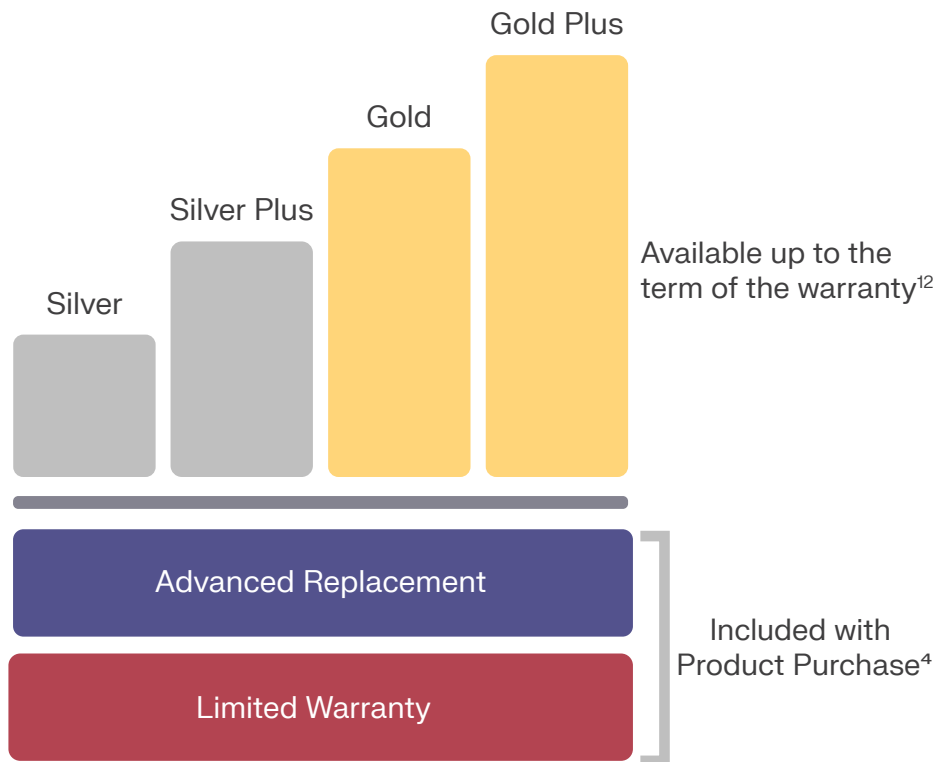 Gold Plus
Gold
Silver Plus
Silver
Available up to the
term of the warranty¹²
Advanced Replacement
Limited Warranty
Included with
Product Purchase⁴